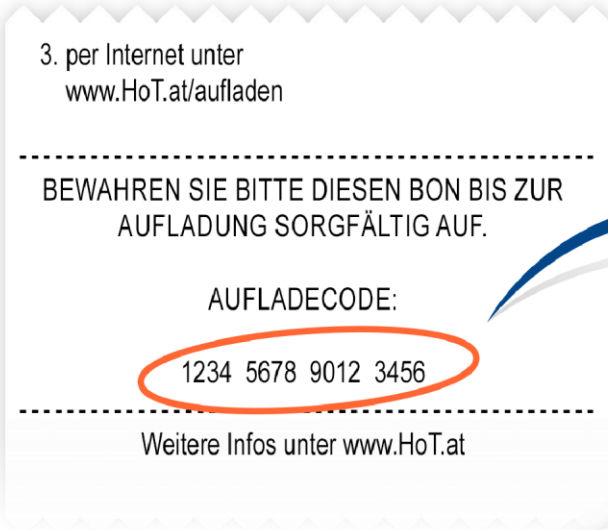 3. per Internet unter
www.HoT.at/aufladen
BEWAHREN SIE BITTE DIESEN BON BIS ZUR
AUFLADUNG SORGFÄLTIG AUF.
AUFLADECODE:
1234 5678 9012 3456
Weitere Infos unter www.HoT.at